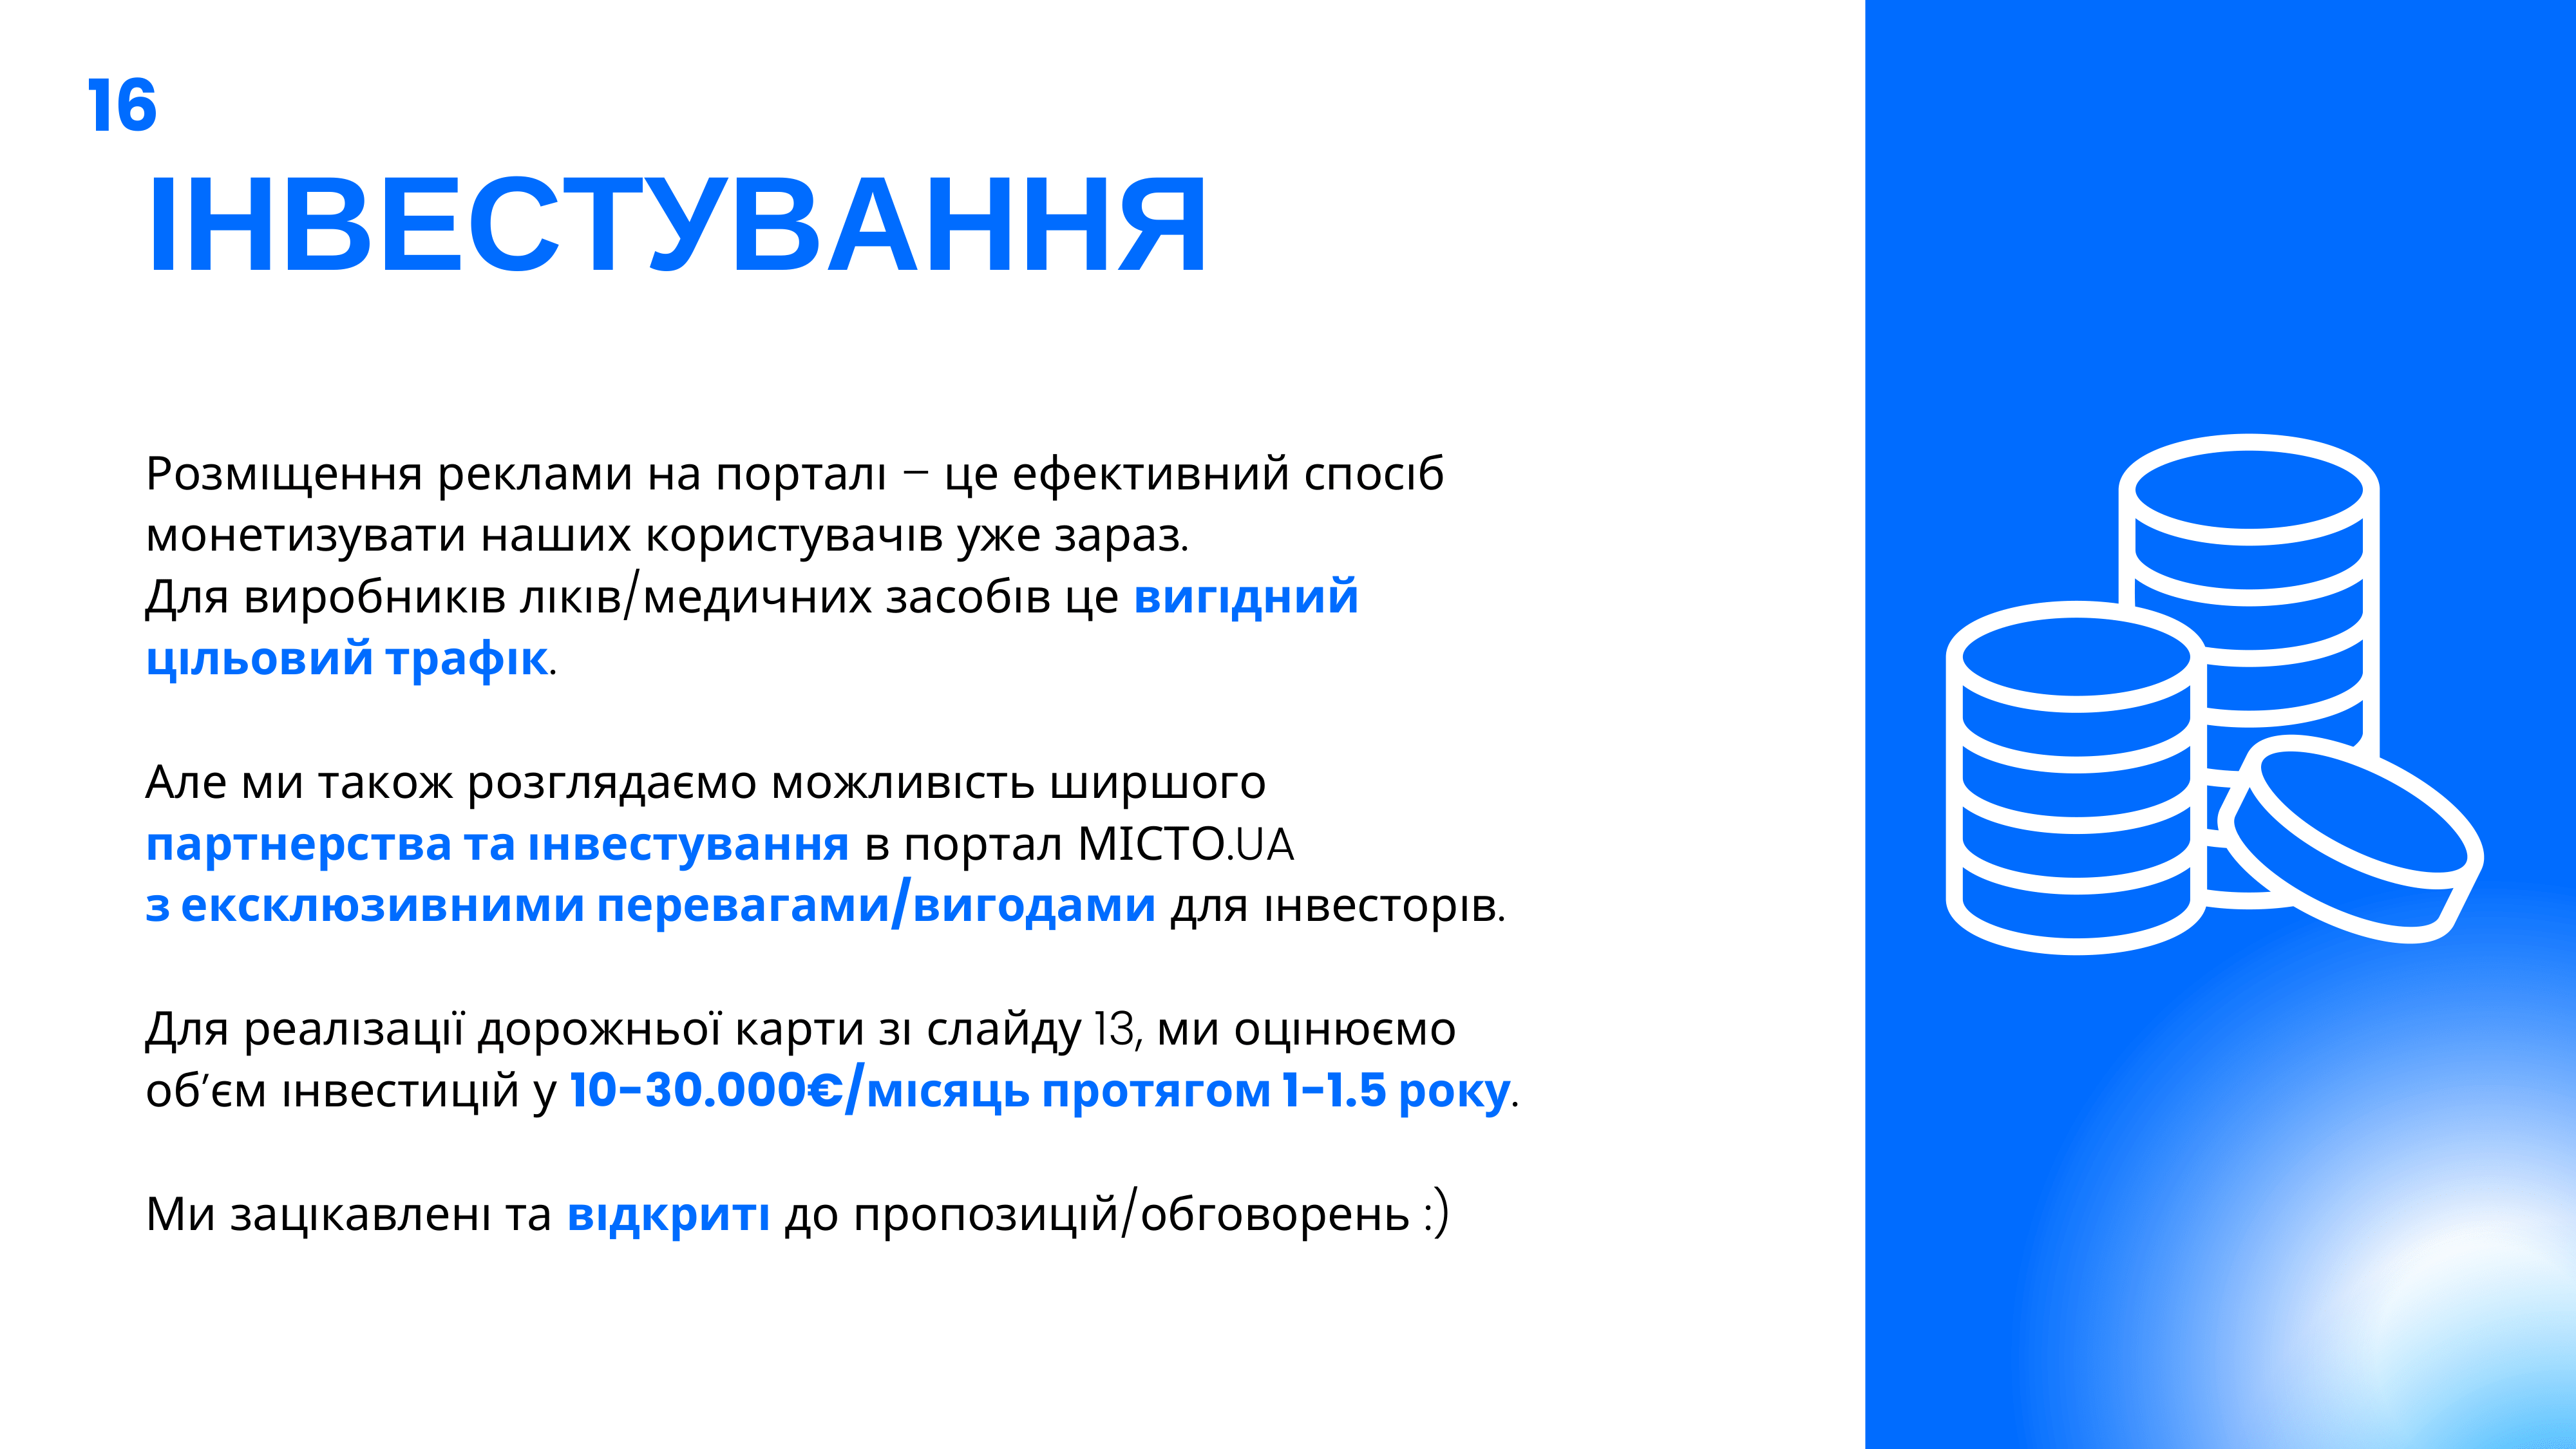 16
ІНВЕСТУВАННЯ
Розміщення реклами на порталі – це ефективний спосіб
монетизувати наших користувачів уже зараз.
Для виробників ліків/медичних засобів це вигідний
цільовий трафік.
Але ми також розглядаємо можливість ширшого
партнерства та інвестування в портал МІСТО.UA
з ексклюзивними перевагами/вигодами для інвесторів.
Для реалізації дорожньої карти зі слайду 13, ми оцінюємо
об’єм інвестицій у 10-30.000€/місяць протягом 1-1.5 року.
Ми зацікавлені та відкриті до пропозицій/обговорень :)